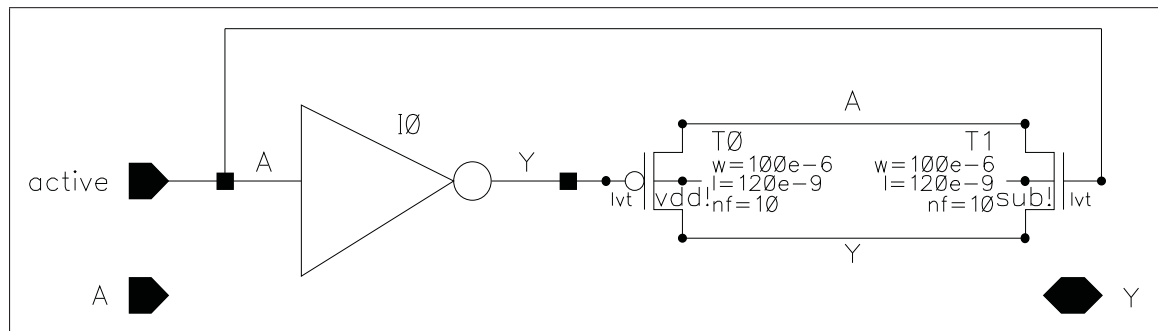 A
I0
T0
T1
A
Y
w=100e-6
w=100e-6
active
l=120e-9
l=120e-9
lvt
vdd!
nf=10
nf=10
sub!
lvt
Y
A
Y